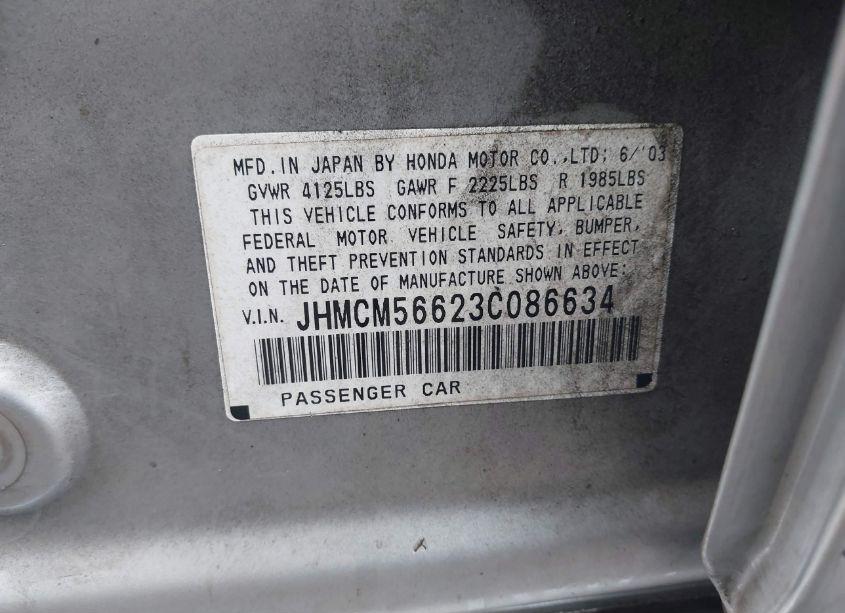 MFD. IN JAPAN BY HONDA MOTOR CO.,LTD; 6/'03
GVWR 4125LBS GAWR F 2225LBS R 1985LBS
THIS VEHICLE CONFORMS TO ALL APPLICABLE
FEDERAL MOTOR VEHICLE SAFETY, BUMPER,
AND THEFT PREVENTION STANDARDS IN EFFECT
ON THE DATE OF MANUFACTURE SHOWN ABOVE:
V.I.N. JHMCM56623C086634
PASSENGER CAR